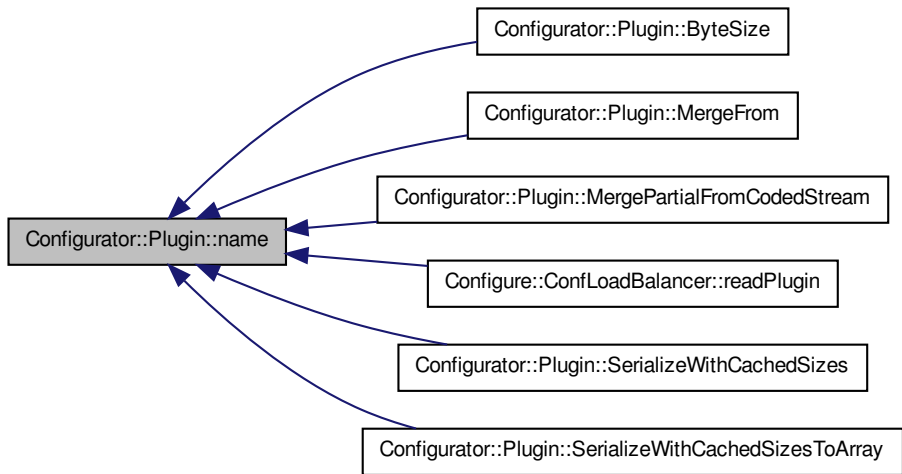 Configurator::Plugin::ByteSize
Configurator::Plugin::MergeFrom
Configurator::Plugin::MergePartialFromCodedStream
Configurator::Plugin::name
Configure::ConfLoadBalancer::readPlugin
Configurator::Plugin::SerializeWithCachedSizes
Configurator::Plugin::SerializeWithCachedSizesToArray